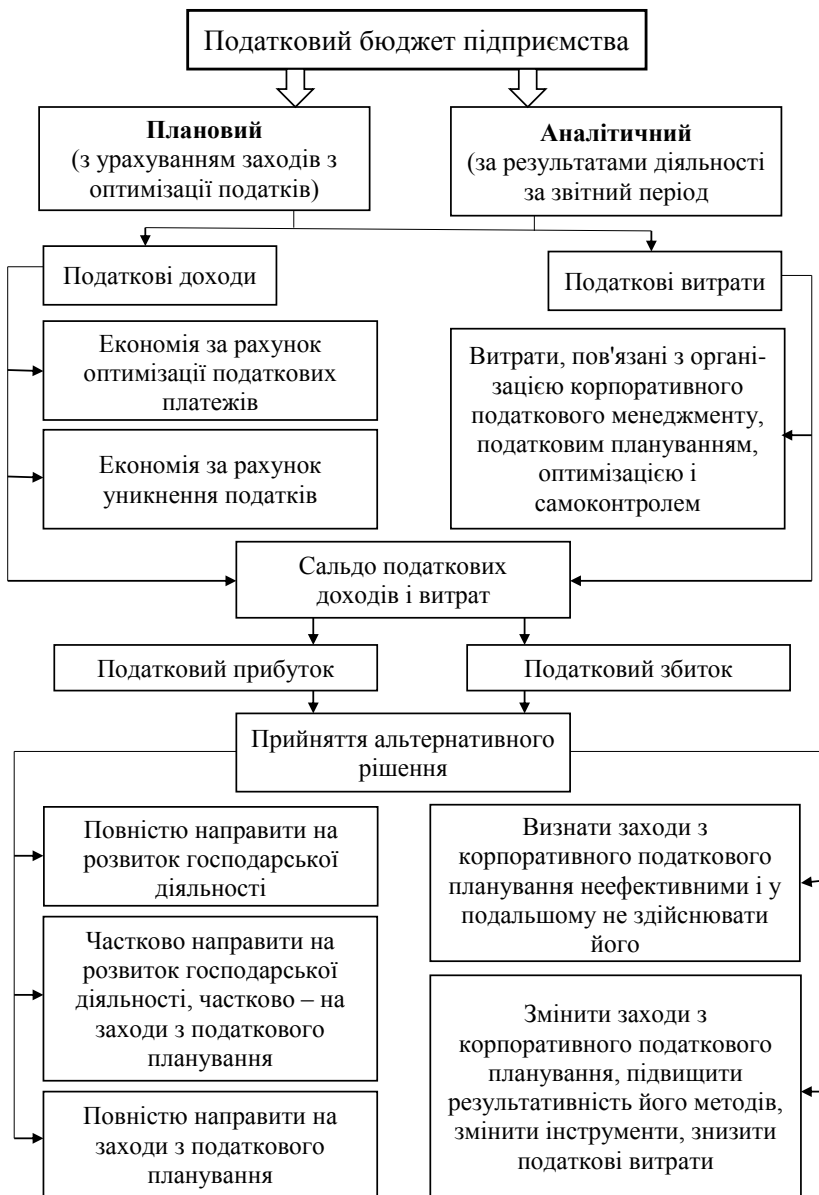 Податковий бюджет підприємства
Плановий
(з урахуванням заходів з
оптимізації податків)
Аналітичний
(за результатами діяльності
за звітний період
Податкові доходи
Податкові витрати
Економія за рахунок
оптимізації податкових
платежів
Економія за рахунок
уникнення податків
Витрати, пов'язані з органі-
зацією корпоративного
податкового менеджменту,
податковим плануванням,
оптимізацією і
самоконтролем
Сальдо податкових
доходів і витрат
Податковий прибуток
Податковий збиток
Прийняття альтернативного
рішення
Повністю направити на
розвиток господарської
діяльності
Частково направити на
розвиток господарської
діяльності, частково – на
заходи з податкового
планування
Повністю направити на
заходи з податкового
планування
Визнати заходи з
корпоративного податкового
планування неефективними і у
подальшому не здійснювати
його
Змінити заходи з
корпоративного податкового
планування, підвищити
результативність його методів,
змінити інструменти, знизити
податкові витрати